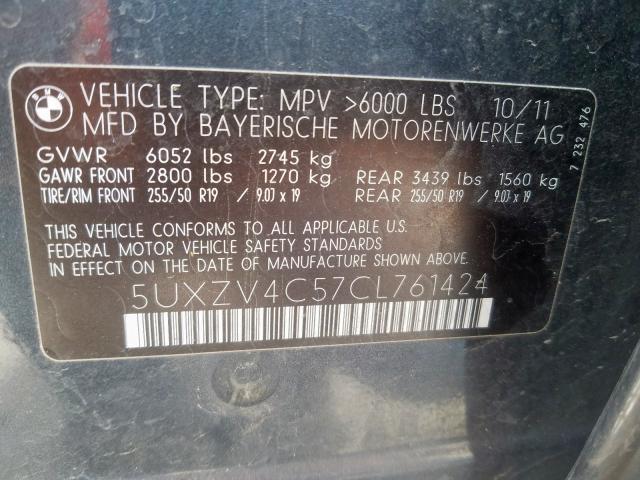 BMW
VEHICLE TYPE: MPV >6000 LBS 10/11
MFD BY BAYERISCHE MOTORENWERKE AG
GVWR 6052 lbs 2745 kg
GAWR FRONT 2800 lbs 1270 kg REAR 3439 lbs 1560 kg
TIRE/RIM FRONT 255/50 R19 / 9.0J x 19 REAR 255/50 R19 / 9.0J x 19
THIS VEHICLE CONFORMS TO ALL APPLICABLE U.S.
FEDERAL MOTOR VEHICLE SAFETY STANDARDS
IN EFFECT ON THE DATE OF MANUFACTURE SHOWN ABOVE.
5UXZV4C57CL761424
7 232 476